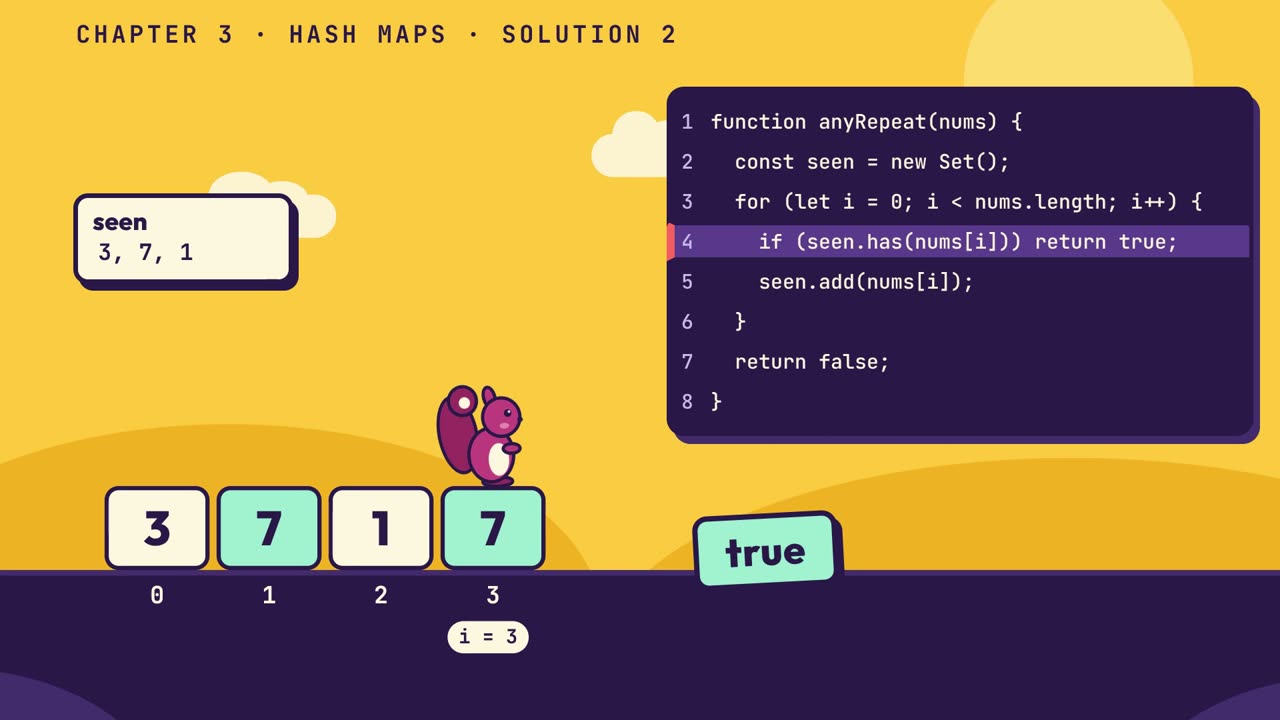 CHAPTER 3 · HASH MAPS · SOLUTION 2
seen
3, 7, 1
1 function anyRepeat(nums) {
2   const seen = new Set();
3   for (let i = 0; i < nums.length; i++) {
4     if (seen.has(nums[i])) return true;
5     seen.add(nums[i]);
6   }
7   return false;
8 }
3 7 1 7
0 1 2 3
i = 3
true